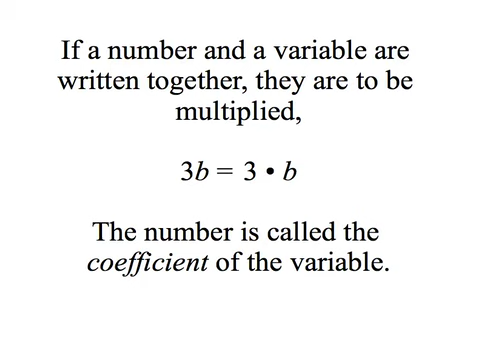 If a number and a variable are
written together, they are to be
multiplied,
3b = 3 • b
The number is called the
coefficient of the variable.